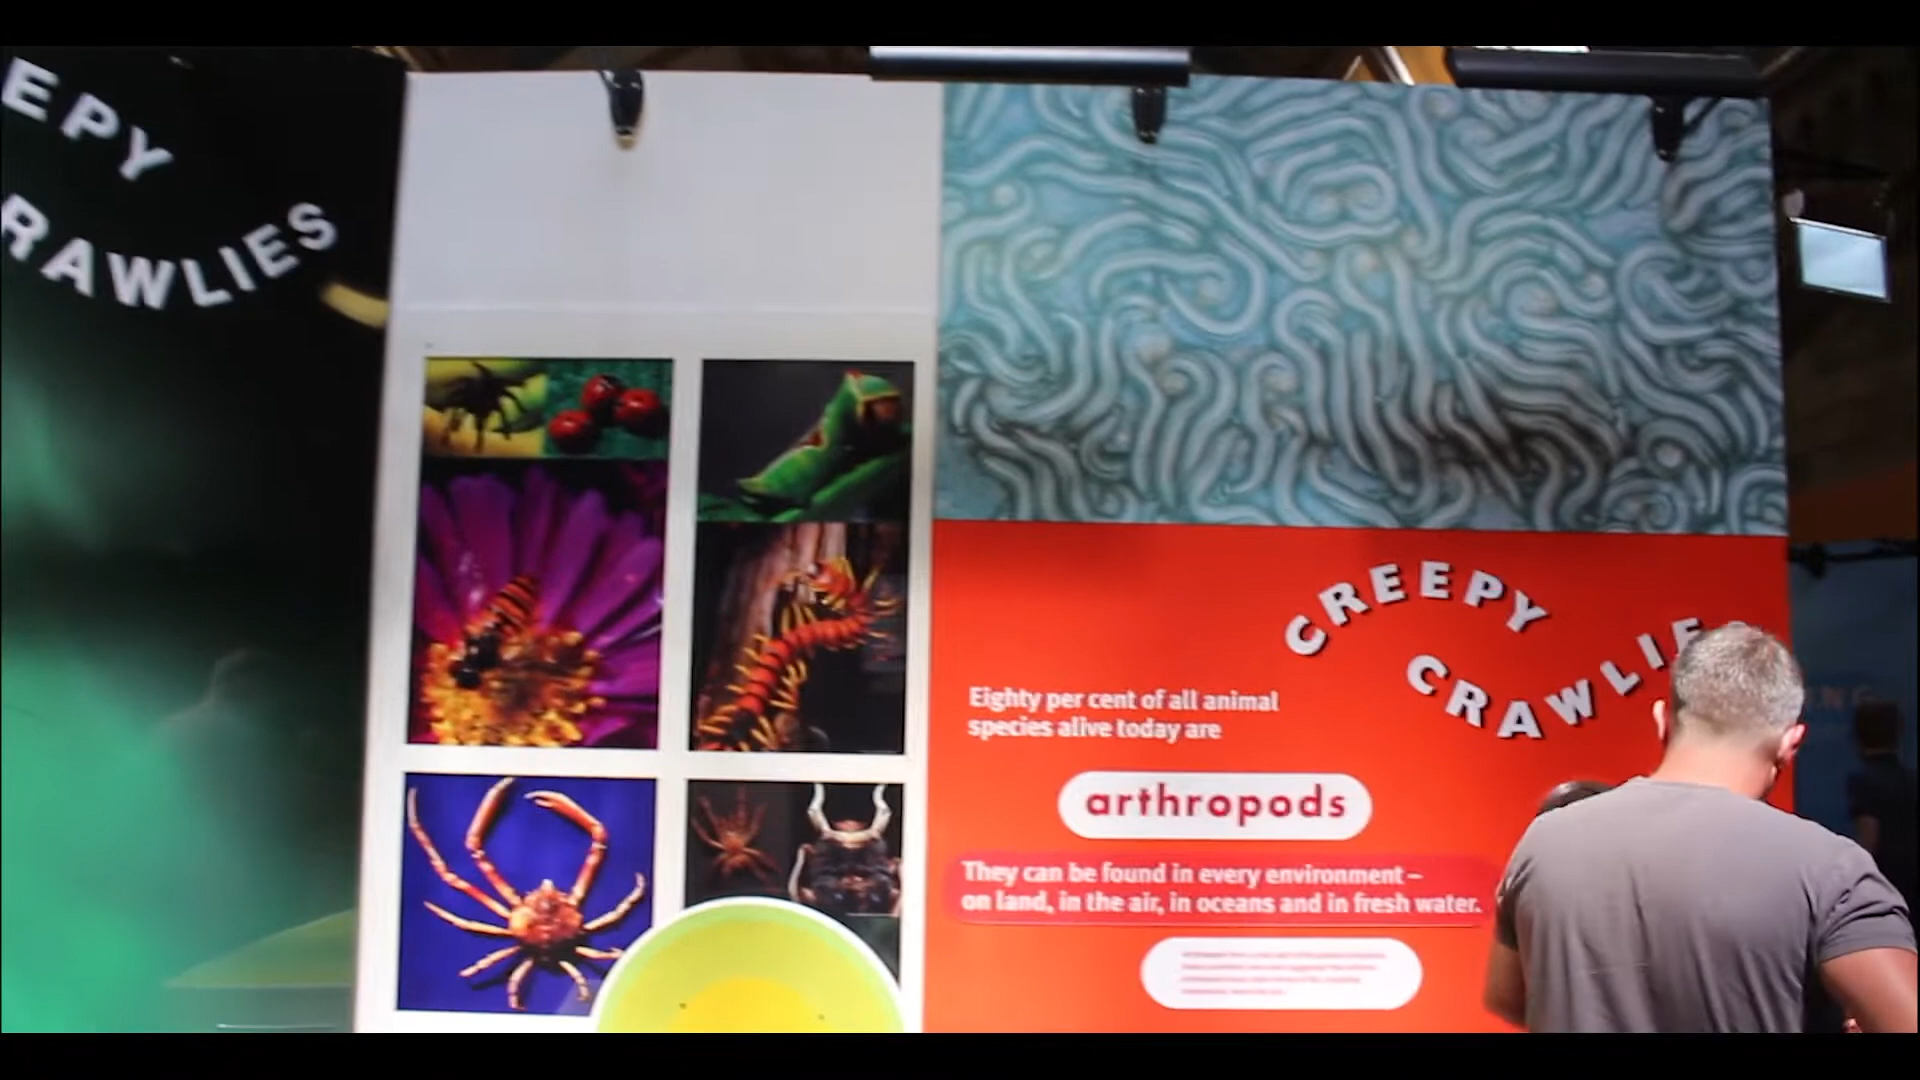 EPY
RAWLIES
CREEPY
CRAWLIE
Eighty per cent of all animal
species alive today are
arthropods
They can be found in every environment –
on land, in the air, in oceans and in fresh water.